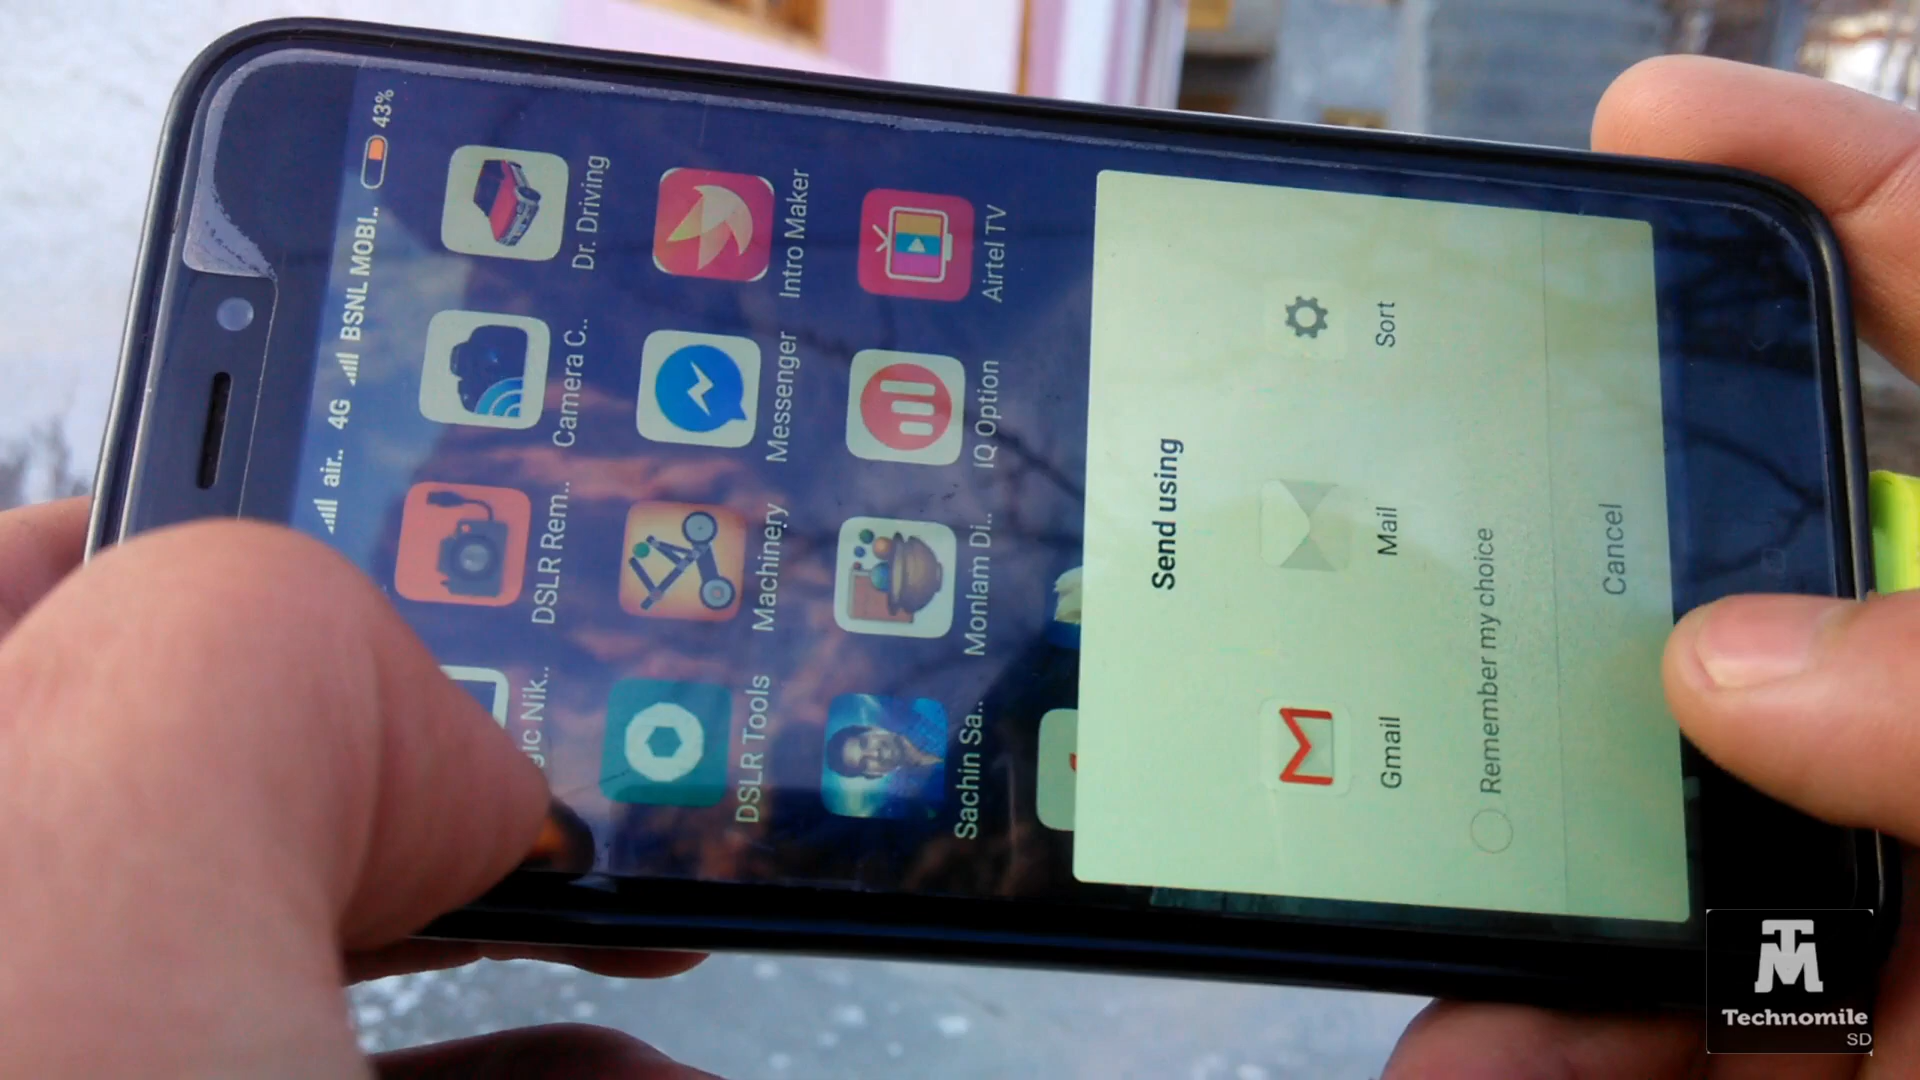 air.. 4G BSNL MOBI.. 43%
DSLR Rem.. Camera C.. Dr. Driving
DSLR Tools Machinery Messenger Intro Maker
Sachin Sa.. Monlam Di.. IQ Option Airtel TV
Send using
Gmail Mail Sort
Remember my choice
Cancel
TM
Technomile
SD